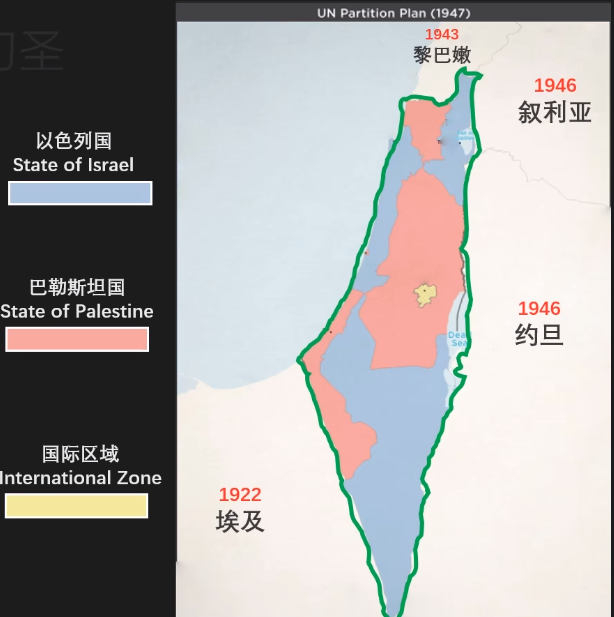 UN Partition Plan (1947)
1943
黎巴嫩
1946
叙利亚
以色列国
State of Israel
巴勒斯坦国
State of Palestine
1946
约旦
Dead
Sea
国际区域
International Zone
1922
埃及